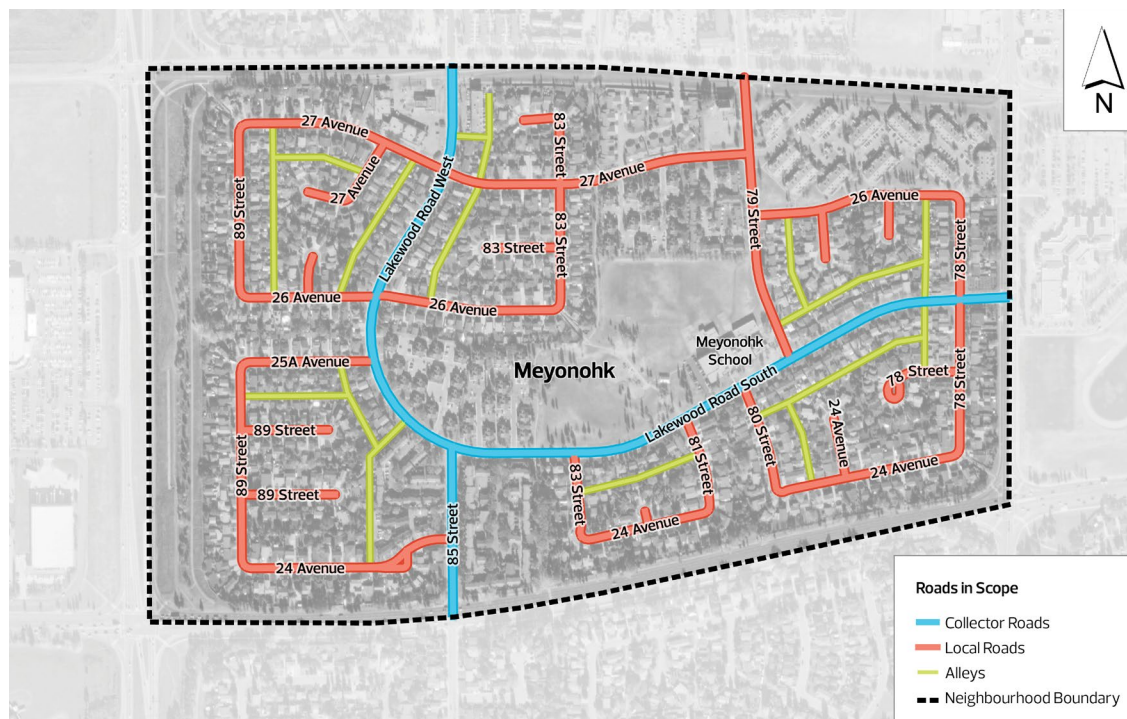 N
27 Avenue
83 Street
Lakewood Road West
27 Avenue
27 Avenue
89 Street
83 Street
83 Street
26 Avenue
26 Avenue
79 Street
26 Avenue
78 Street
25A Avenue
Meyonohk
Meyonohk
School
Lakewood Road South
78 Street
78 Street
89 Street
89 Street
89 Street
24 Avenue
85 Street
83 Street
81 Street
24 Avenue
80 Street
24 Avenue
24 Avenue
Roads in Scope
Collector Roads
Local Roads
Alleys
Neighbourhood Boundary